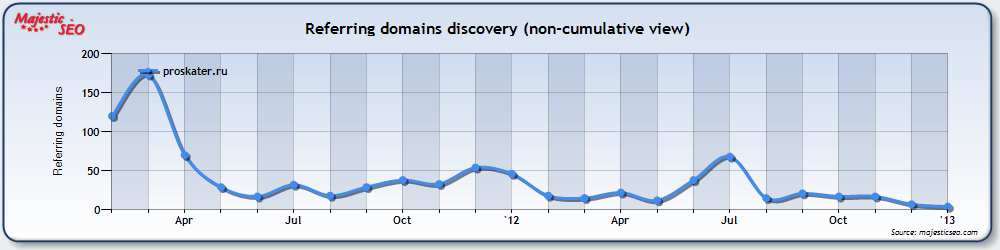 Majestic
SEO
Referring domains discovery (non-cumulative view)
Referring domains
200
150
100
50
0
proskater.ru
Apr
Jul
Oct
'12
Apr
Jul
Oct
'13
Source: majesticseo.com